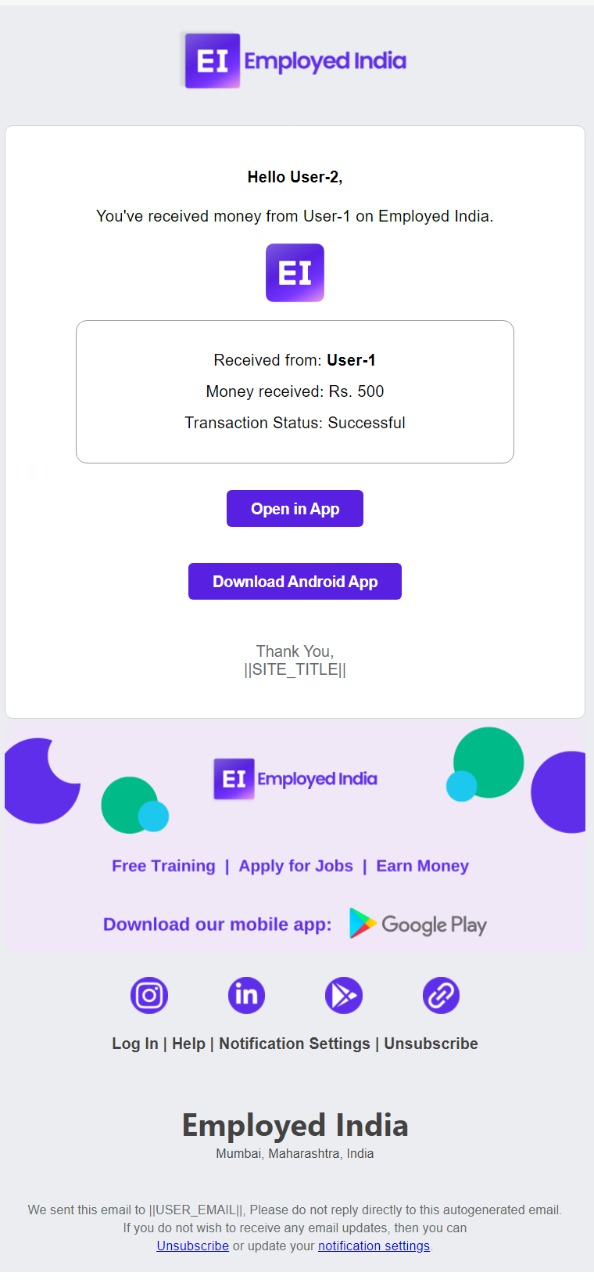 EI Employed India
Hello User-2,
You've received money from User-1 on Employed India.
EI
Received from: User-1
Money received: Rs. 500
Transaction Status: Successful
Open in App
Download Android App
Thank You,
||SITE_TITLE||
EI Employed India
Free Training | Apply for Jobs | Earn Money
Download our mobile app: Google Play
in
Log In | Help | Notification Settings | Unsubscribe
Employed India
Mumbai, Maharashtra, India
We sent this email to ||USER_EMAIL||, Please do not reply directly to this autogenerated email.
If you do not wish to receive any email updates, then you can
Unsubscribe or update your notification settings